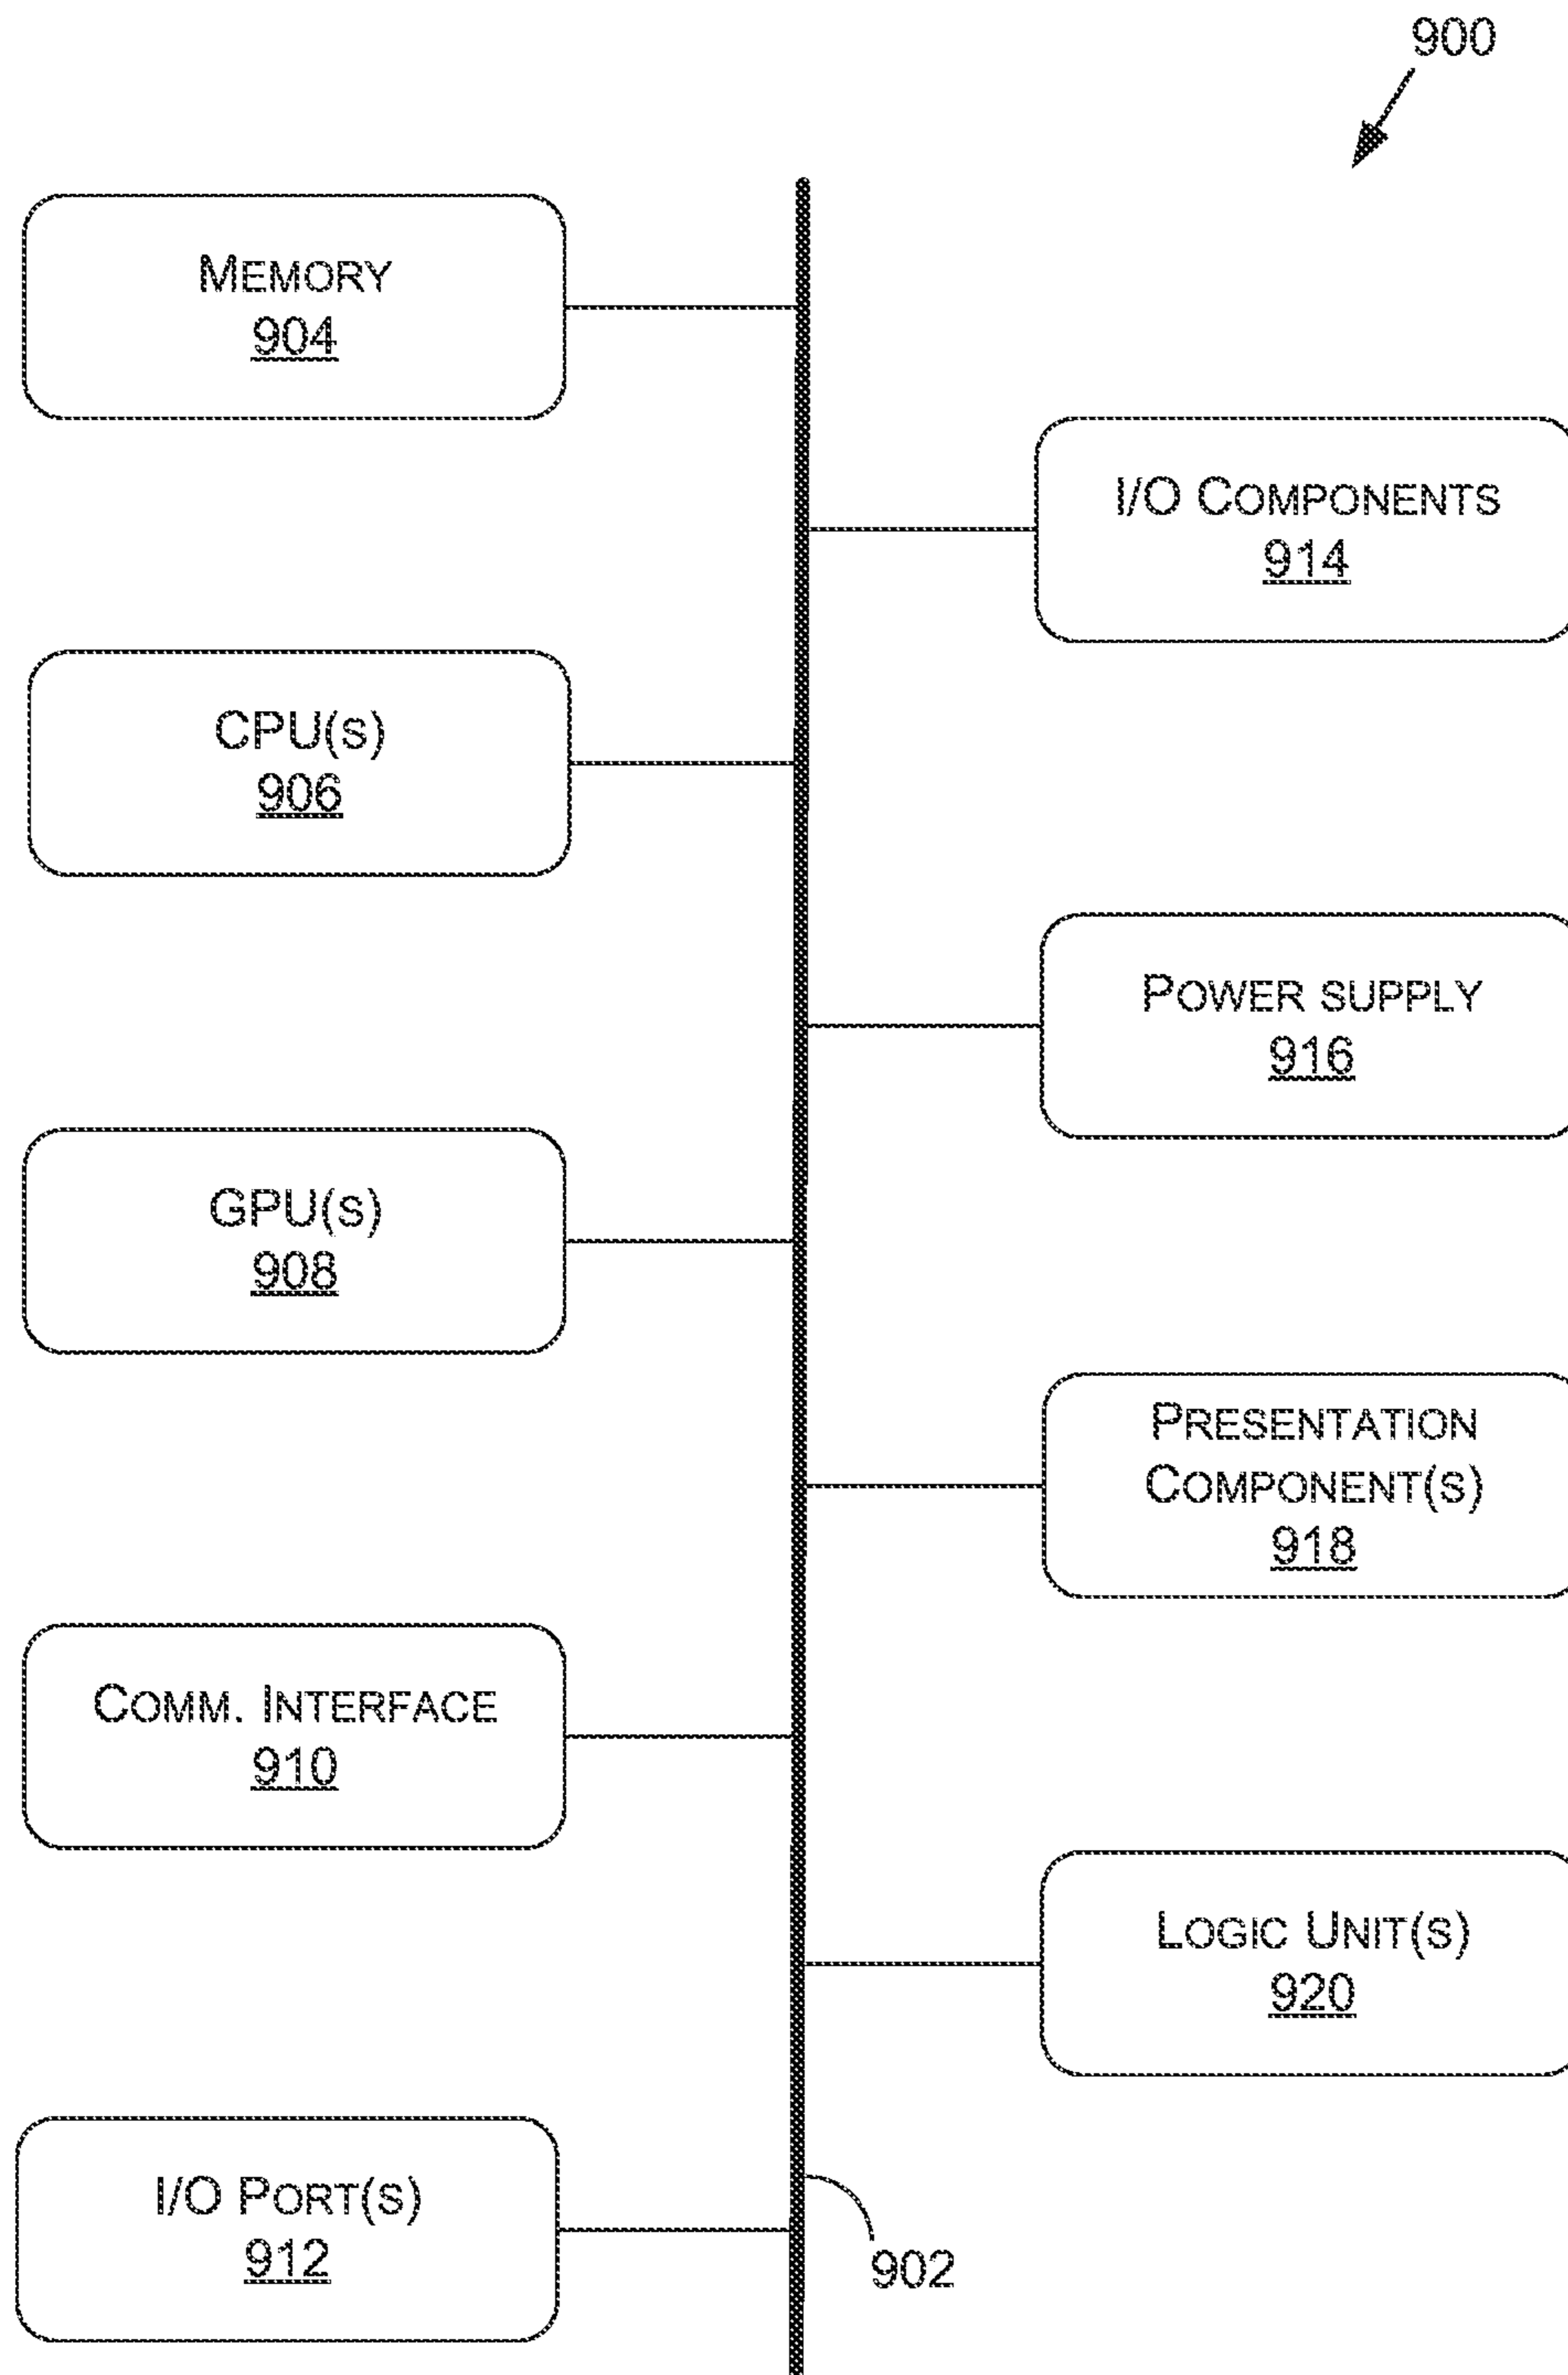 900
MEMORY
904
I/O COMPONENTS
914
CPU(S)
906
POWER SUPPLY
916
GPU(S)
908
PRESENTATION
COMPONENT(S)
918
COMM. INTERFACE
910
LOGIC UNIT(S)
920
I/O PORT(S)
912
902